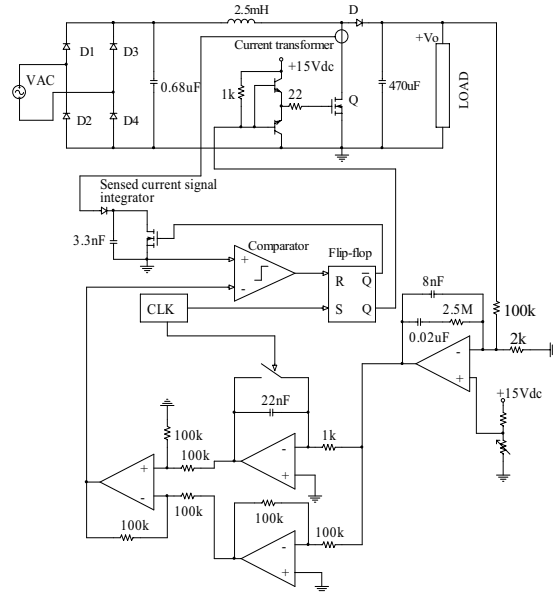 2.5mH
D
D1
D3
VAC
D2
D4
0.68uF
Current transformer
+15Vdc
1k
22
Q
470uF
+Vo
LOAD
Sensed current signal
integrator
3.3nF
Comparator
+
-
Flip-flop
R
Q
S
Q
CLK
8nF
2.5M
0.02uF
100k
2k
-
+
+15Vdc
22nF
1k
-
+
100k
100k
+
-
100k
100k
100k
100k
-
+